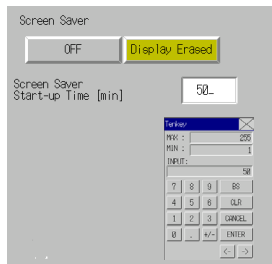 Screen Saver
OFF
Display Erased
Screen Saver
Start-up Time [min]
50_
Tenkey
MAX : 255
MIN : 1
INPUT:
50
7 8 9 BS
4 5 6 CLR
1 2 3 CANCEL
0 . +/- ENTER
<- ->